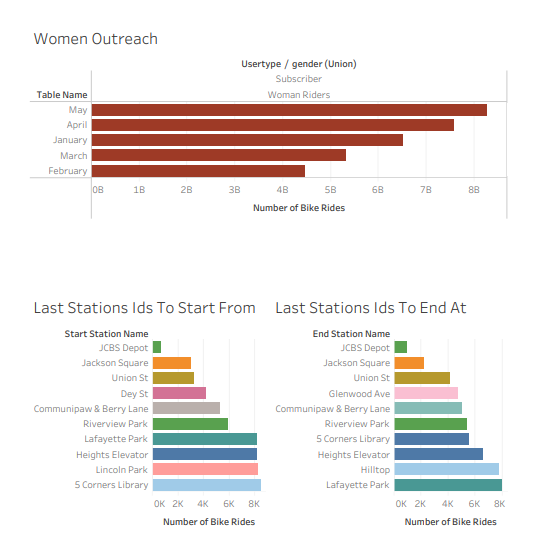 Women Outreach
Usertype / gender (Union)
Subscriber
Table Name Woman Riders
May
April
January
March
February
0B 1B 2B 3B 4B 5B 6B 7B 8B
Number of Bike Rides
Last Stations Ids To Start From
Start Station Name
JCBS Depot
Jackson Square
Union St
Dey St
Communipaw & Berry Lane
Riverview Park
Lafayette Park
Heights Elevator
Lincoln Park
5 Corners Library
0K 2K 4K 6K 8K
Number of Bike Rides
Last Stations Ids To End At
End Station Name
JCBS Depot
Jackson Square
Union St
Glenwood Ave
Communipaw & Berry Lane
Riverview Park
5 Corners Library
Heights Elevator
Hilltop
Lafayette Park
0K 2K 4K 6K 8K
Number of Bike Rides